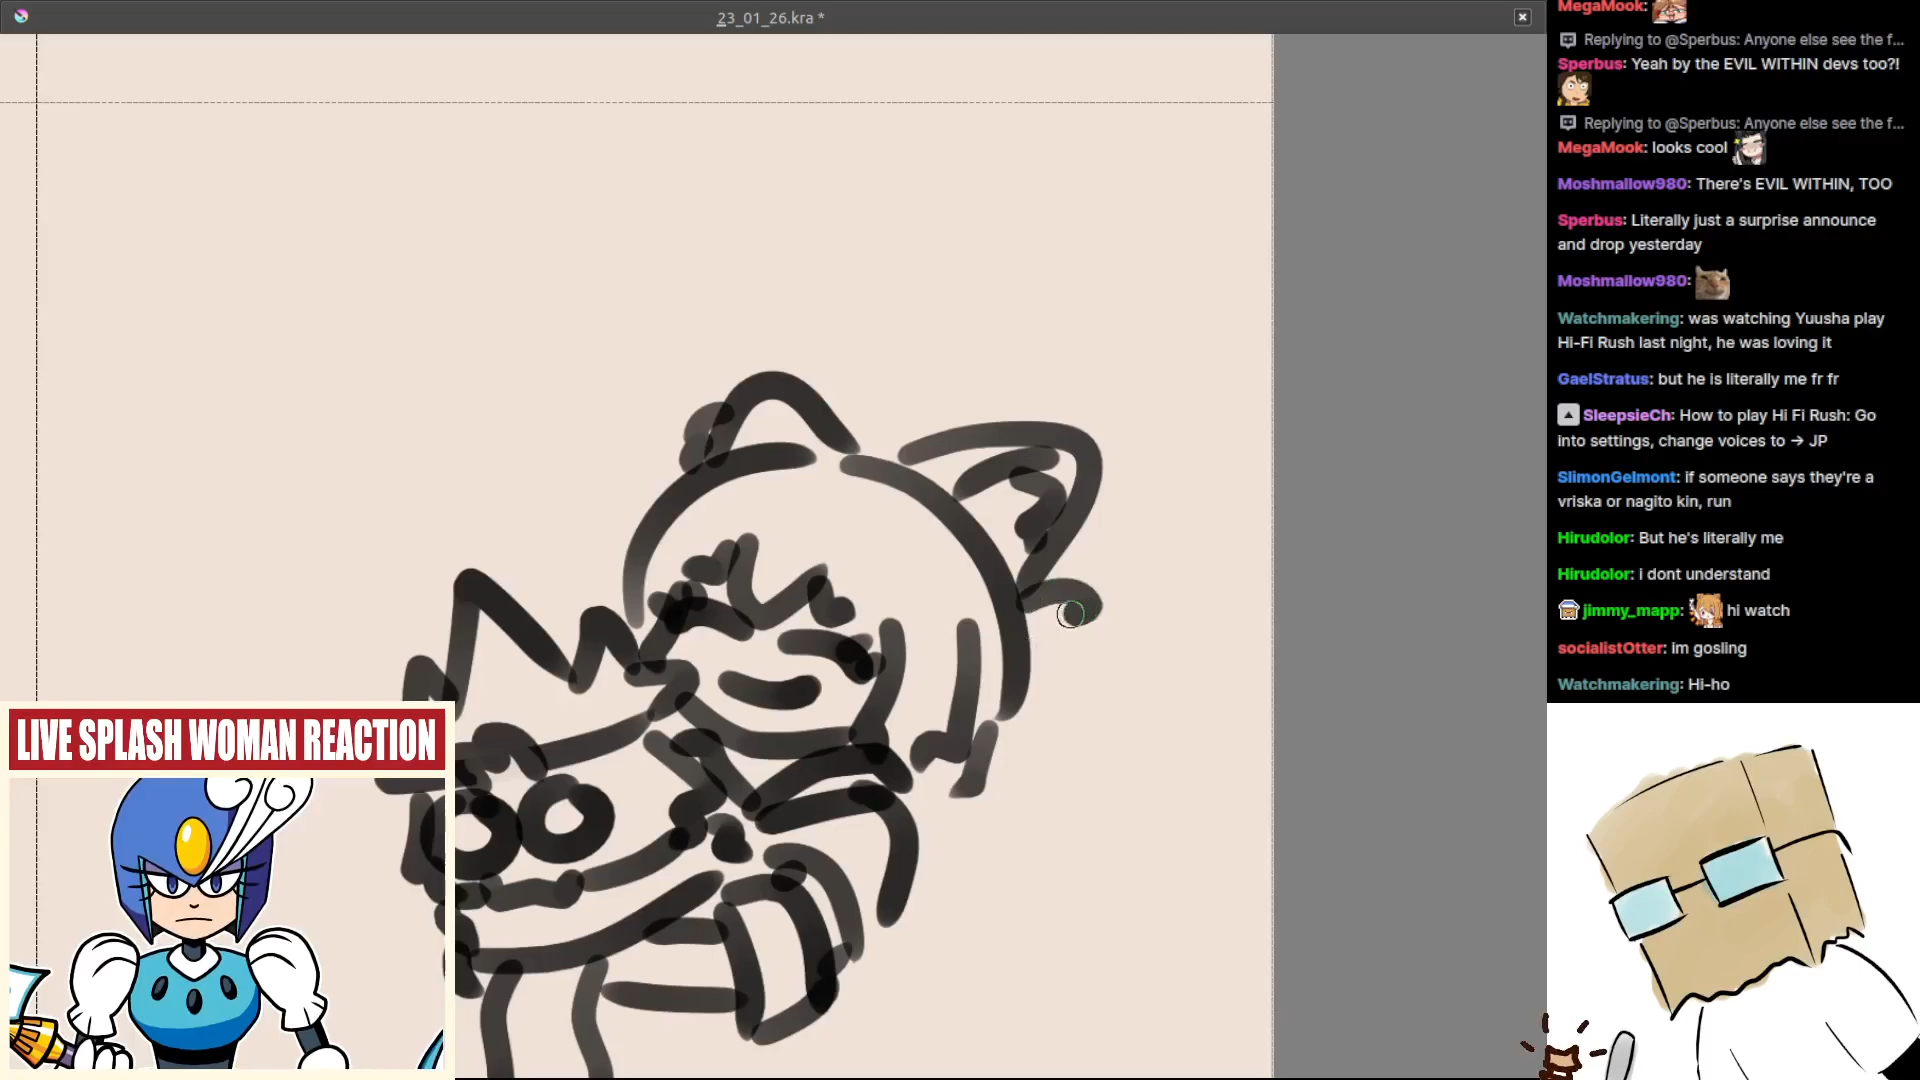 23_01_26.kra *
MegaMook:
Replying to @Sperbus: Anyone else see the f...
Sperbus: Yeah by the EVIL WITHIN devs too?!
Replying to @Sperbus: Anyone else see the f...
MegaMook: looks cool
Moshmallow980: There's EVIL WITHIN, TOO
Sperbus: Literally just a surprise announce
and drop yesterday
Moshmallow980:
Watchmakering: was watching Yuusha play
Hi-Fi Rush last night, he was loving it
GaelStratus: but he is literally me fr fr
SleepsieCh: How to play Hi Fi Rush: Go
into settings, change voices to → JP
SlimonGelmont: if someone says they're a
vriska or nagito kin, run
Hirudolor: But he's literally me
Hirudolor: i dont understand
jimmy_mapp: hi watch
socialistOtter: im gosling
Watchmakering: Hi-ho
LIVE SPLASH WOMAN REACTION